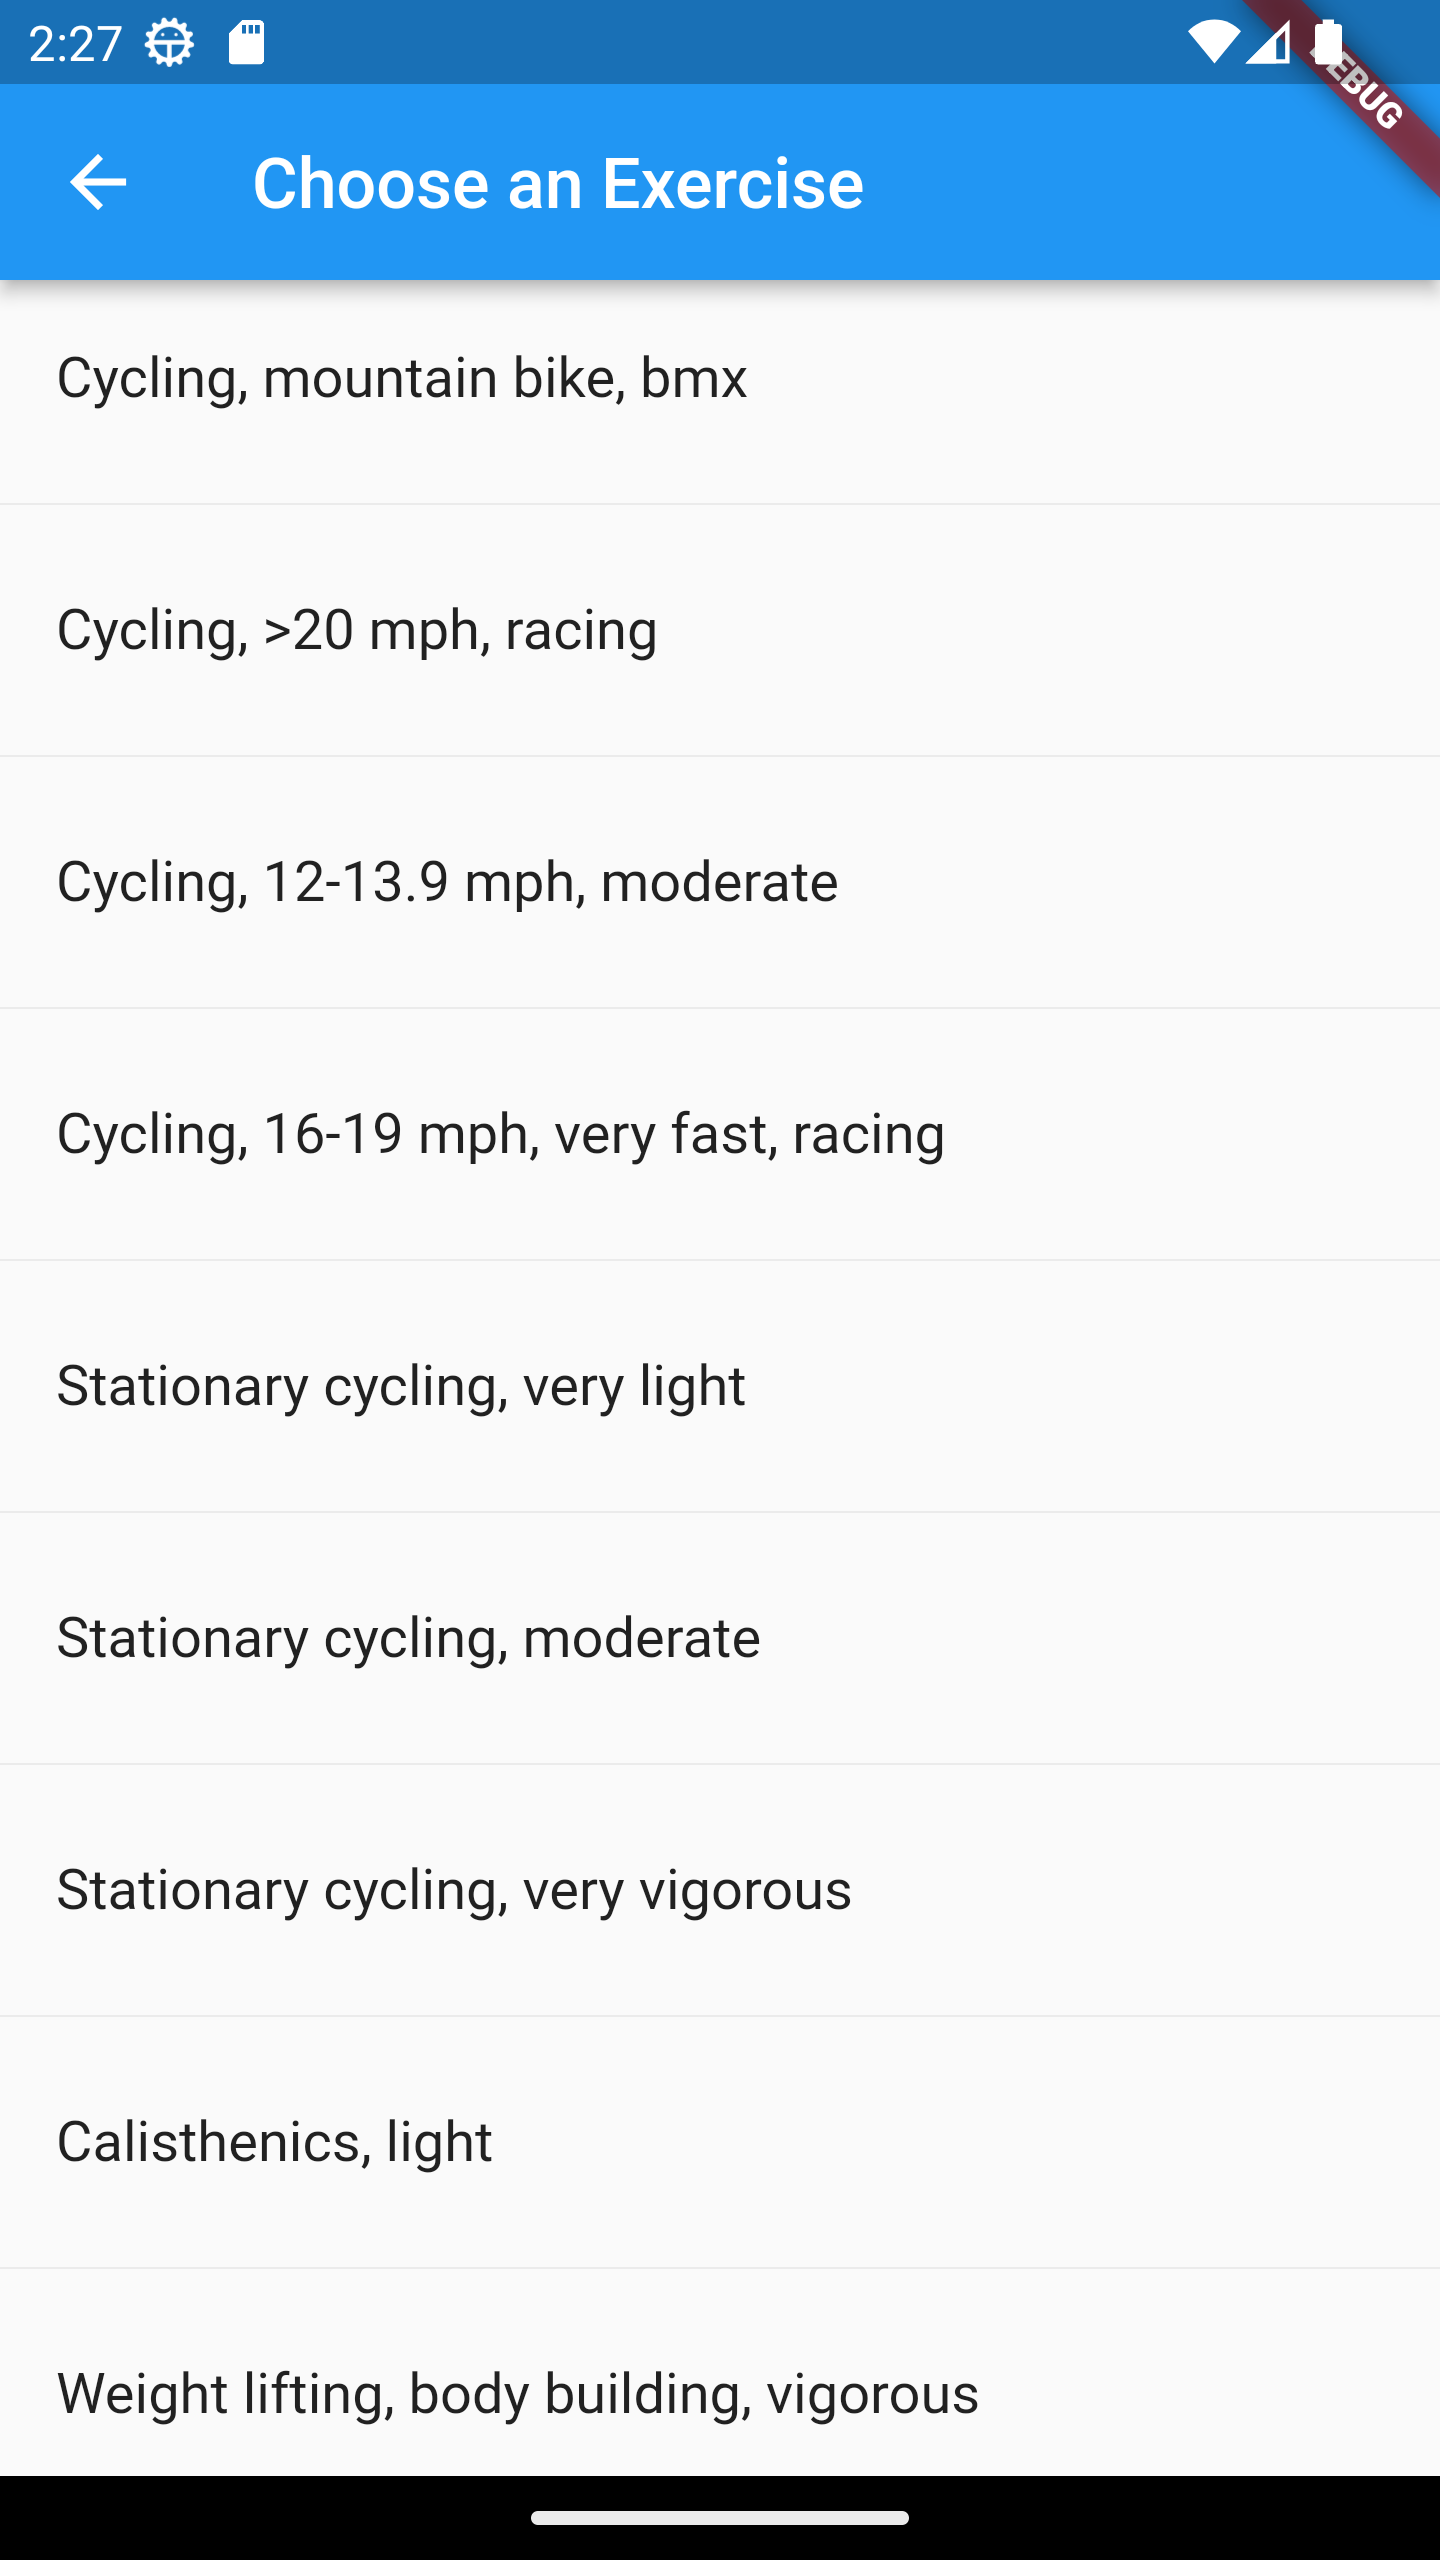 2:27
DEBUG
Choose an Exercise
Cycling, mountain bike, bmx
Cycling, >20 mph, racing
Cycling, 12-13.9 mph, moderate
Cycling, 16-19 mph, very fast, racing
Stationary cycling, very light
Stationary cycling, moderate
Stationary cycling, very vigorous
Calisthenics, light
Weight lifting, body building, vigorous